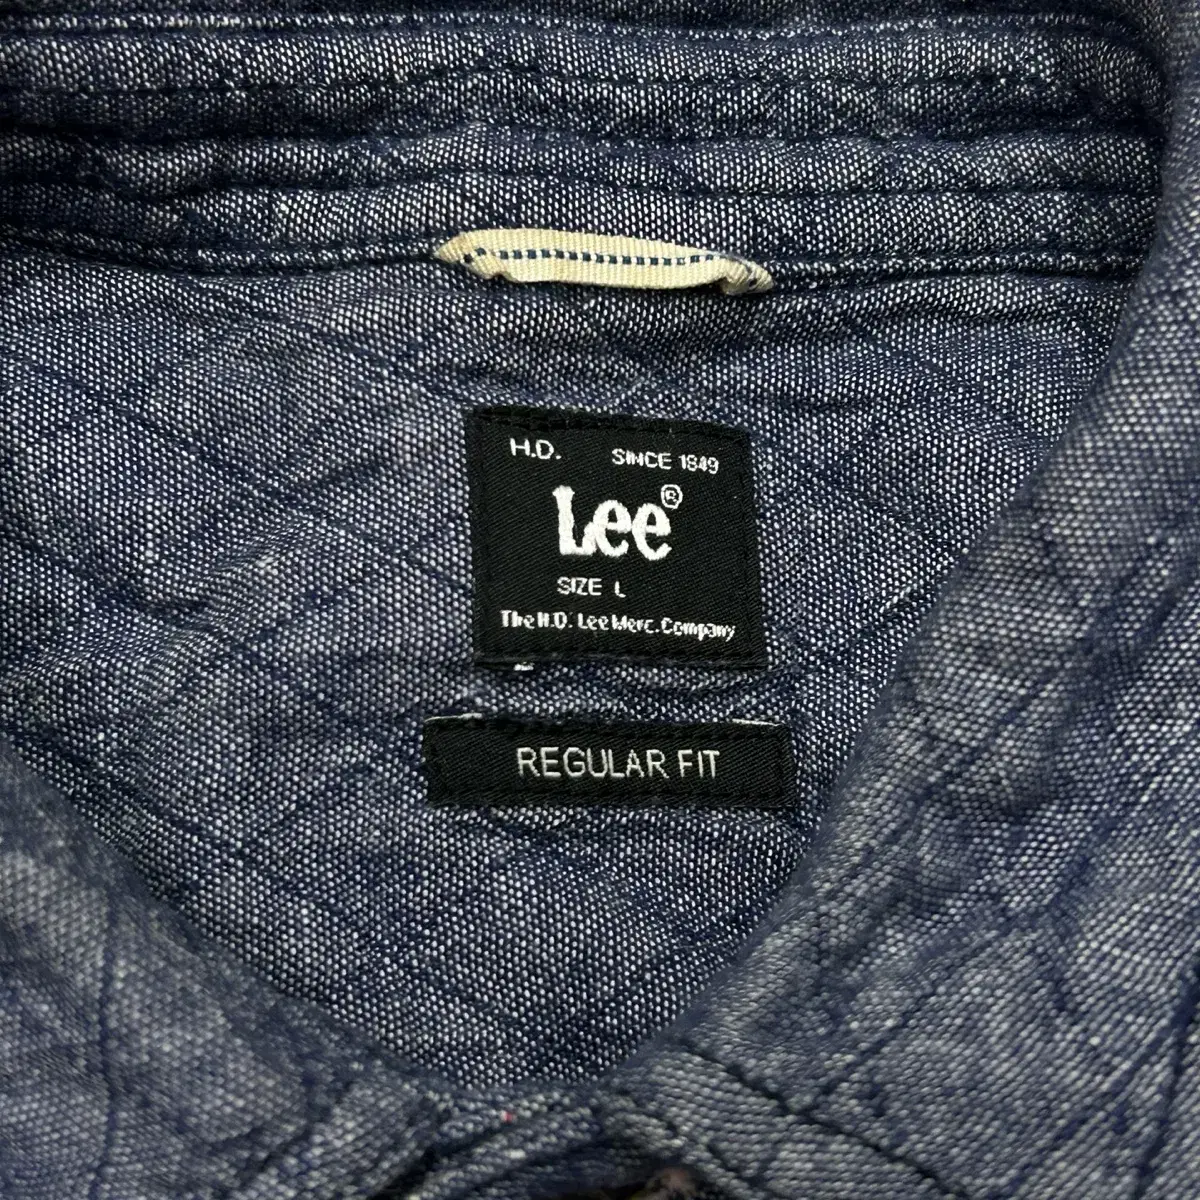 H.D. SINCE 1849
Lee®
SIZE L
The H.D. Lee Merc. Company
REGULAR FIT